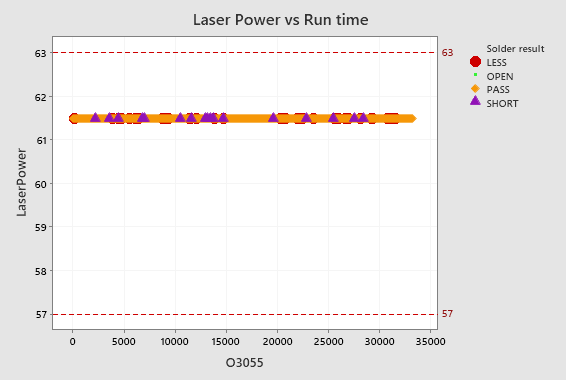 Laser Power vs Run time
Solder result
LESS
OPEN
PASS
SHORT
63
63
62
61
60
59
58
57
57
LaserPower
0 5000 10000 15000 20000 25000 30000 35000
O3055